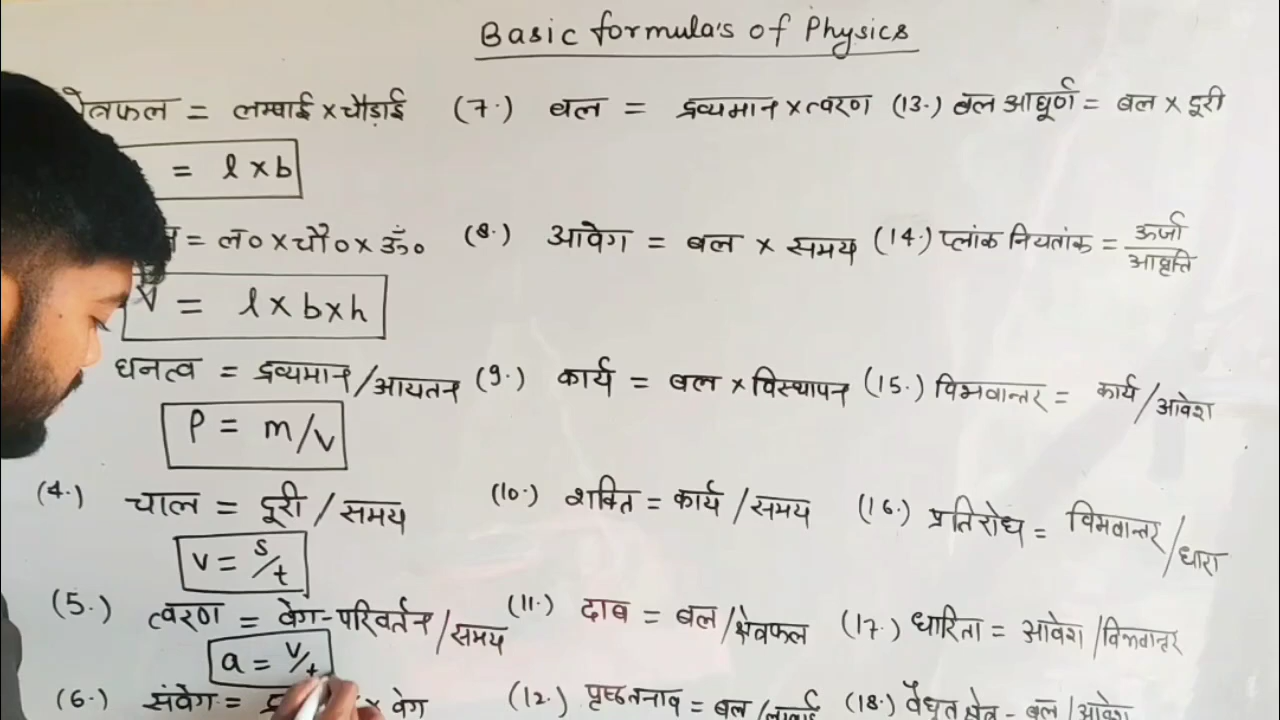 Basic formula's of Physics
= लम्बाई × चौड़ाई
= l × b
= ल० × चौ० × ऊँ०
V = l × b × h
घनत्व = द्रव्यमान / आयतन
ρ = m/v
(4.) चाल = दूरी / समय
v = s/t
(5.) त्वरण = वेग-परिवर्तन / समय
a = v/t
(6.) संवेग = × वेग
(7.) बल = द्रव्यमान × त्वरण
(8.) आवेग = बल × समय
(9.) कार्य = बल × विस्थापन
(10.) शक्ति = कार्य / समय
(11.) दाब = बल / क्षेत्रफल
(12.) पृष्ठतनाव = बल / लम्बाई
(13.) बल आघूर्ण = बल × दूरी
(14.) प्लांक नियतांक = ऊर्जा
आवृत्ति
(15.) विभवान्तर = कार्य / आवेश
(16.) प्रतिरोध = विभवान्तर / धारा
(17.) धारिता = आवेश / विभवान्तर
(18.) वैधुत क्षेत्र = बल / आवेश